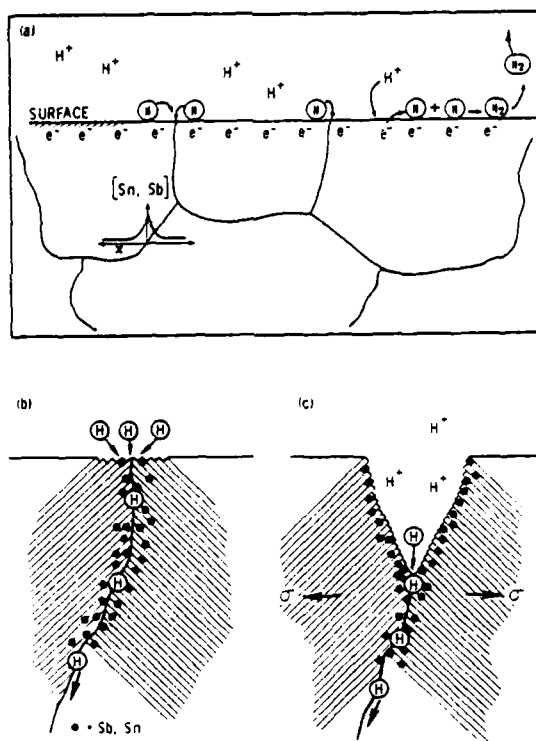 (a)
H⁺ H⁺ H⁺ H⁺ H⁺ H₂
SURFACE H H H H + H → H₂
e⁻ e⁻ e⁻ e⁻ e⁻ e⁻ e⁻ e⁻ e⁻ e⁻ e⁻ e⁻
[Sn, Sb]
X
(b)
H H H
H
H
H
• • Sb, Sn
(c)
H⁺
H⁺ H⁺
H
H
σ σ
H
H